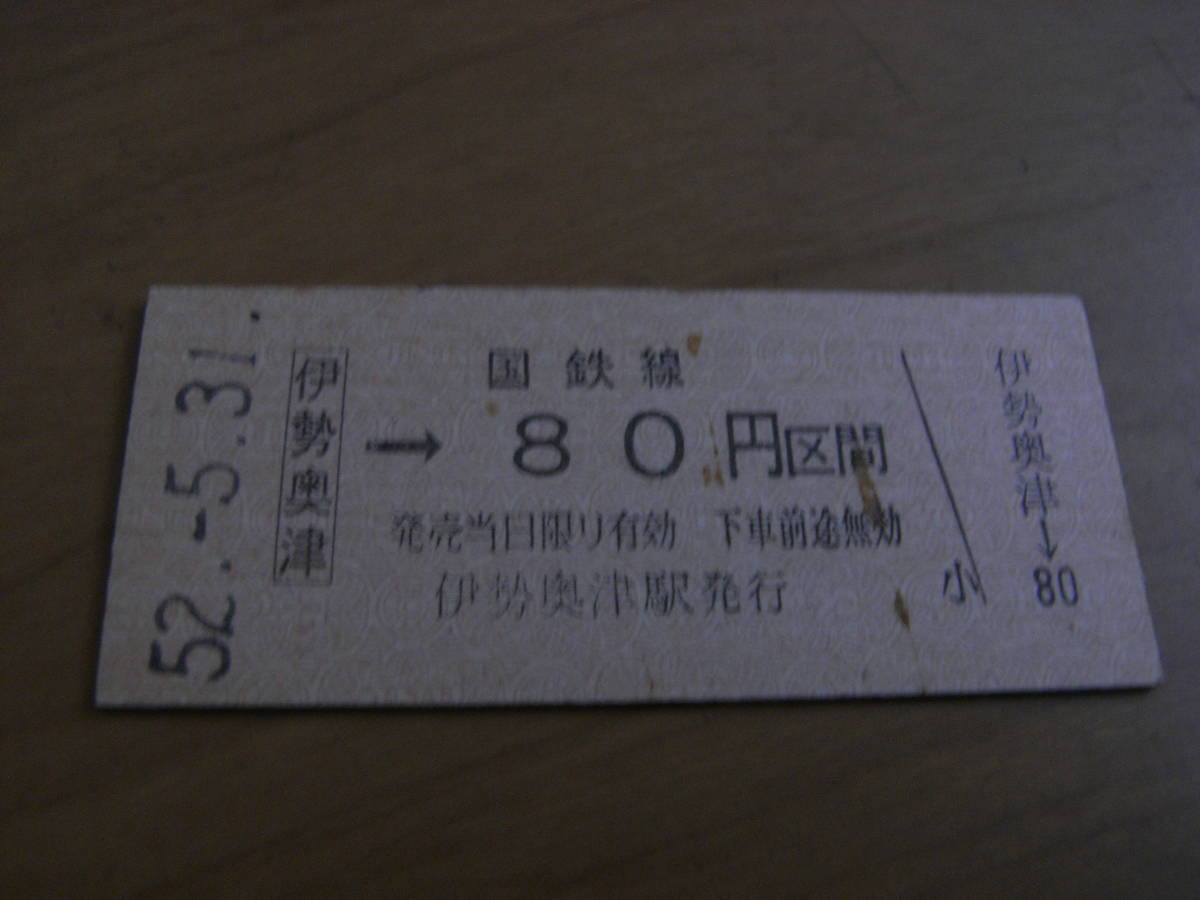 52.-5.31.
伊勢奥津
国鉄線
→ 80円区間
発売当日限り有効 下車前途無効
伊勢奥津駅発行
小
伊勢奥津→80